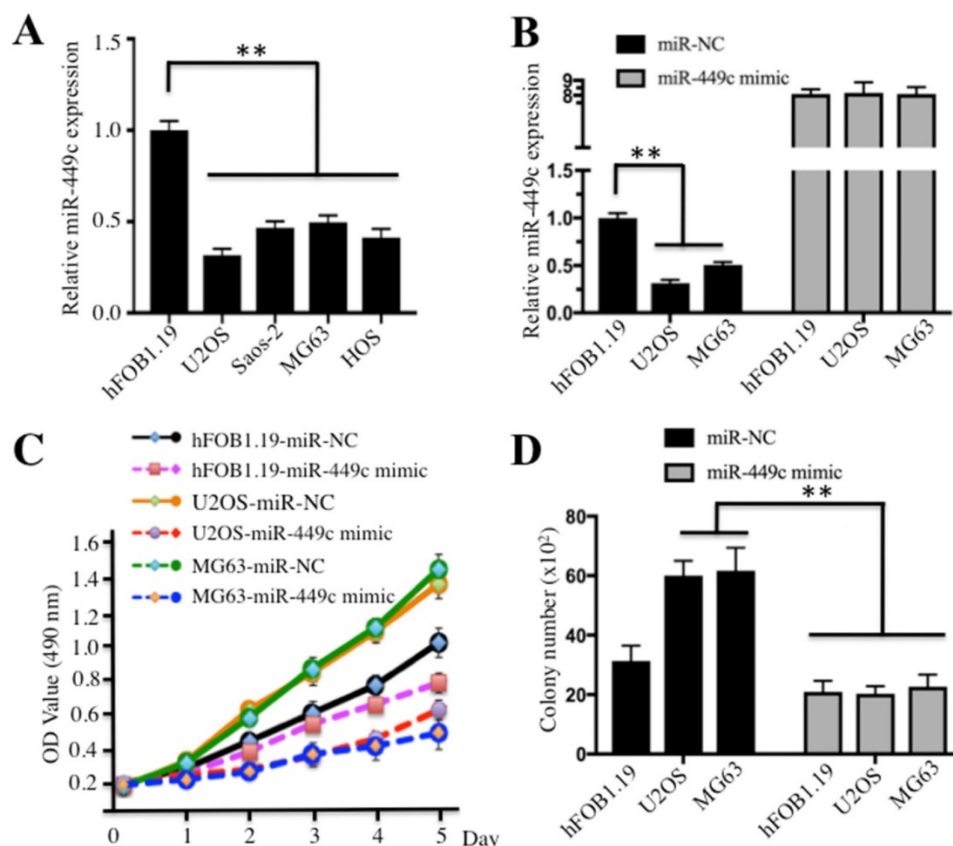 A
Relative miR-449c expression
1.5
1.0
0.5
0.0
**
hFOB1.19
U2OS
Saos-2
MG63
HOS
B
miR-NC
miR-449c mimic
Relative miR-449c expression
9
8
1.5
1.0
0.5
0.0
**
hFOB1.19
U2OS
MG63
hFOB1.19
U2OS
MG63
C
hFOB1.19-miR-NC
hFOB1.19-miR-449c mimic
U2OS-miR-NC
U2OS-miR-449c mimic
MG63-miR-NC
MG63-miR-449c mimic
OD Value (490 nm)
1.6
1.4
1.2
1.0
0.8
0.6
0.4
0.2
0 1 2 3 4 5 Day
D
miR-NC
miR-449c mimic
**
Colony number (x10²)
80
60
40
20
0
hFOB1.19
U2OS
MG63
hFOB1.19
U2OS
MG63